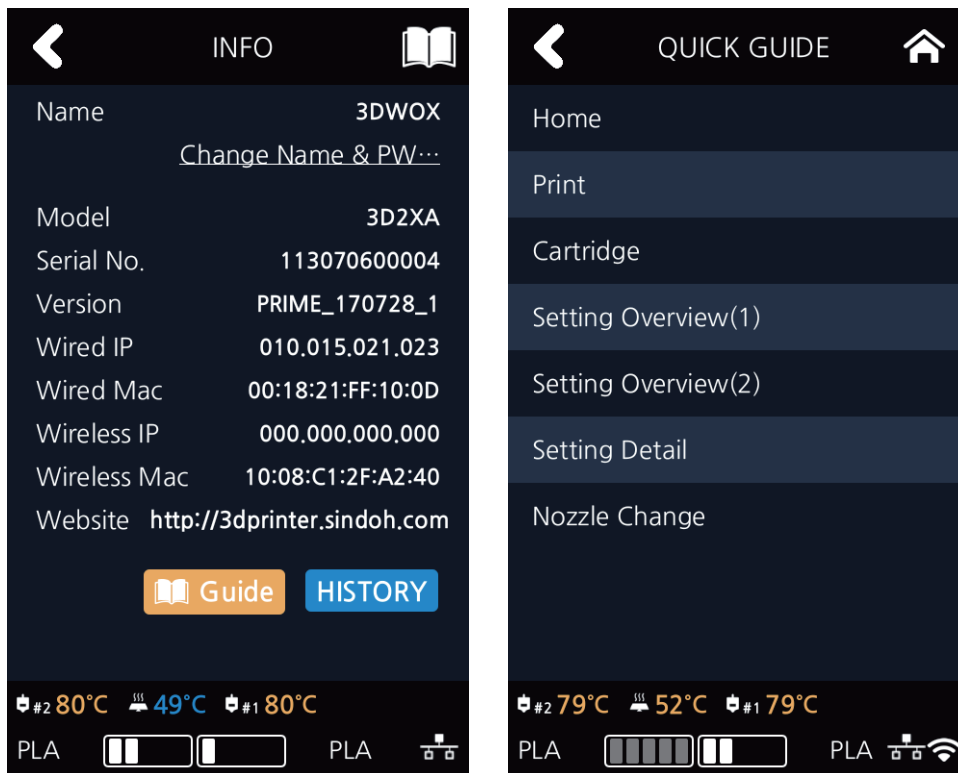 INFO
Name 3DWOX
Change Name & PW...
Model 3D2XA
Serial No. 113070600004
Version PRIME_170728_1
Wired IP 010.015.021.023
Wired Mac 00:18:21:FF:10:0D
Wireless IP 000.000.000.000
Wireless Mac 10:08:C1:2F:A2:40
Website http://3dprinter.sindoh.com
Guide HISTORY
#2 80°C 49°C #1 80°C
PLA PLA
QUICK GUIDE
Home
Print
Cartridge
Setting Overview(1)
Setting Overview(2)
Setting Detail
Nozzle Change
#2 79°C 52°C #1 79°C
PLA PLA